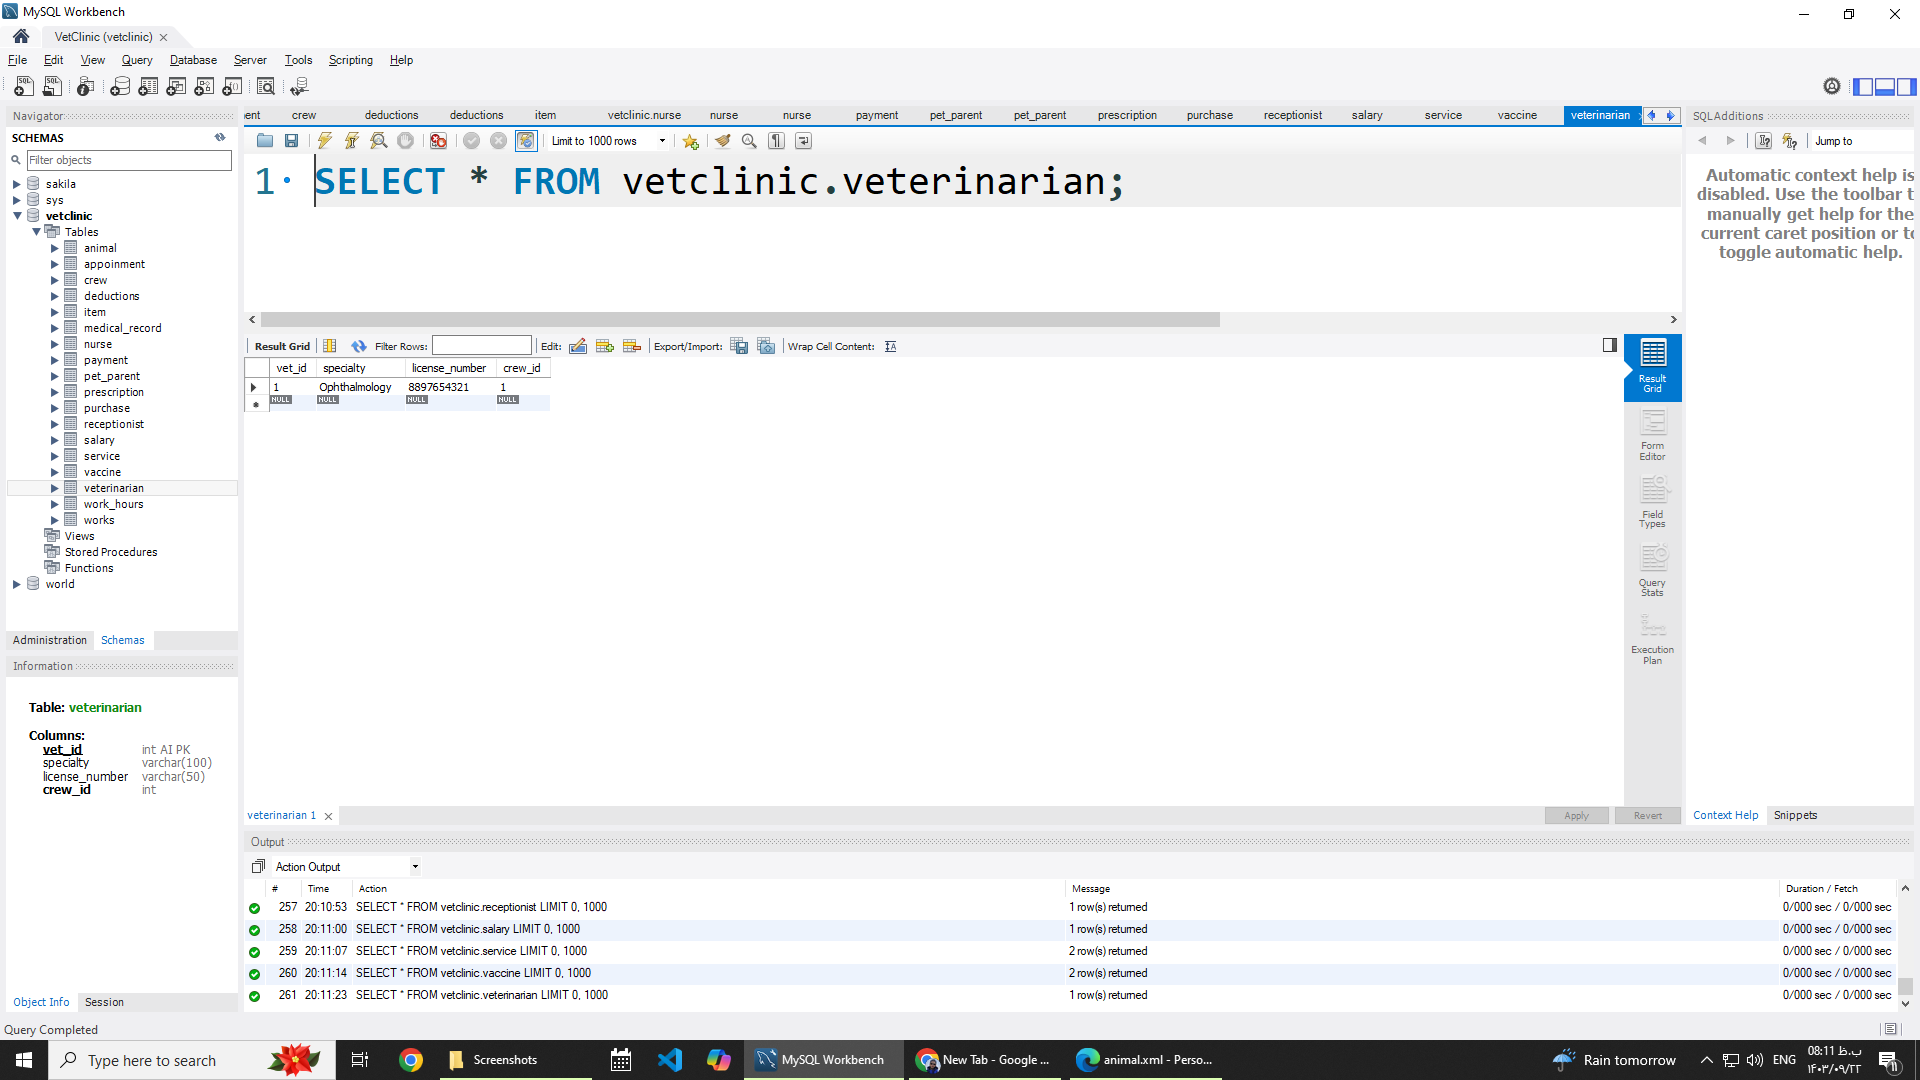 MySQL Workbench
VetClinic (vetclinic)
File Edit View Query Database Server Tools Scripting Help
Navigator
SCHEMAS
Filter objects
sakila
sys
vetclinic
Tables
animal
appoinment
crew
deductions
item
medical_record
nurse
payment
pet_parent
prescription
purchase
receptionist
salary
service
vaccine
veterinarian
work_hours
works
Views
Stored Procedures
Functions
world
Administration Schemas
Information
Table: veterinarian
Columns:
vet_id int AI PK
specialty varchar(100)
license_number varchar(50)
crew_id int
Object Info Session
Query Completed
ent crew deductions deductions item vetclinic.nurse nurse nurse payment pet_parent pet_parent prescription purchase receptionist salary service vaccine veterinarian
Limit to 1000 rows
1 SELECT * FROM vetclinic.veterinarian;
Result Grid Filter Rows: Edit: Export/Import: Wrap Cell Content:
vet_id specialty license_number crew_id
1 Ophthalmology 8897654321 1
NULL NULL NULL NULL
Result
Grid
Form
Editor
Field
Types
Query
Stats
Execution
Plan
veterinarian 1
Apply Revert
SQLAdditions
Jump to
Automatic context help is
disabled. Use the toolbar t
manually get help for the
current caret position or to
toggle automatic help.
Context Help Snippets
Output
Action Output
# Time Action Message Duration / Fetch
257 20:10:53 SELECT * FROM vetclinic.receptionist LIMIT 0, 1000 1 row(s) returned 0/000 sec / 0/000 sec
258 20:11:00 SELECT * FROM vetclinic.salary LIMIT 0, 1000 1 row(s) returned 0/000 sec / 0/000 sec
259 20:11:07 SELECT * FROM vetclinic.service LIMIT 0, 1000 2 row(s) returned 0/000 sec / 0/000 sec
260 20:11:14 SELECT * FROM vetclinic.vaccine LIMIT 0, 1000 2 row(s) returned 0/000 sec / 0/000 sec
261 20:11:23 SELECT * FROM vetclinic.veterinarian LIMIT 0, 1000 1 row(s) returned 0/000 sec / 0/000 sec
Type here to search
Screenshots
MySQL Workbench
New Tab - Google ...
animal.xml - Perso...
Rain tomorrow
ENG
08:11 ب.ظ
۱۴۰۳/۰۹/۲۲
11